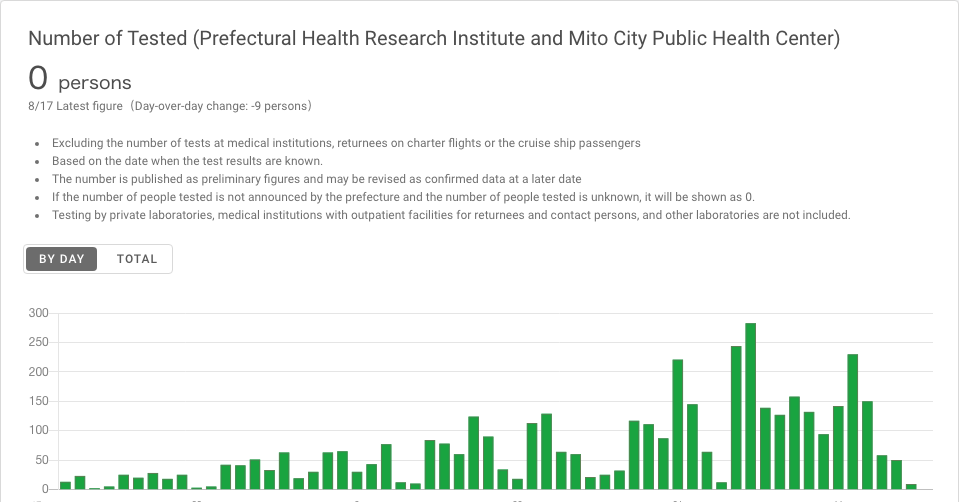 Number of Tested (Prefectural Health Research Institute and Mito City Public Health Center)
0 persons
8/17 Latest figure（Day-over-day change: -9 persons）
• Excluding the number of tests at medical institutions, returnees on charter flights or the cruise ship passengers
• Based on the date when the test results are known.
• The number is published as preliminary figures and may be revised as confirmed data at a later date
• If the number of people tested is not announced by the prefecture and the number of people tested is unknown, it will be shown as 0.
• Testing by private laboratories, medical institutions with outpatient facilities for returnees and contact persons, and other laboratories are not included.
BY DAY TOTAL
300
250
200
150
100
50
0